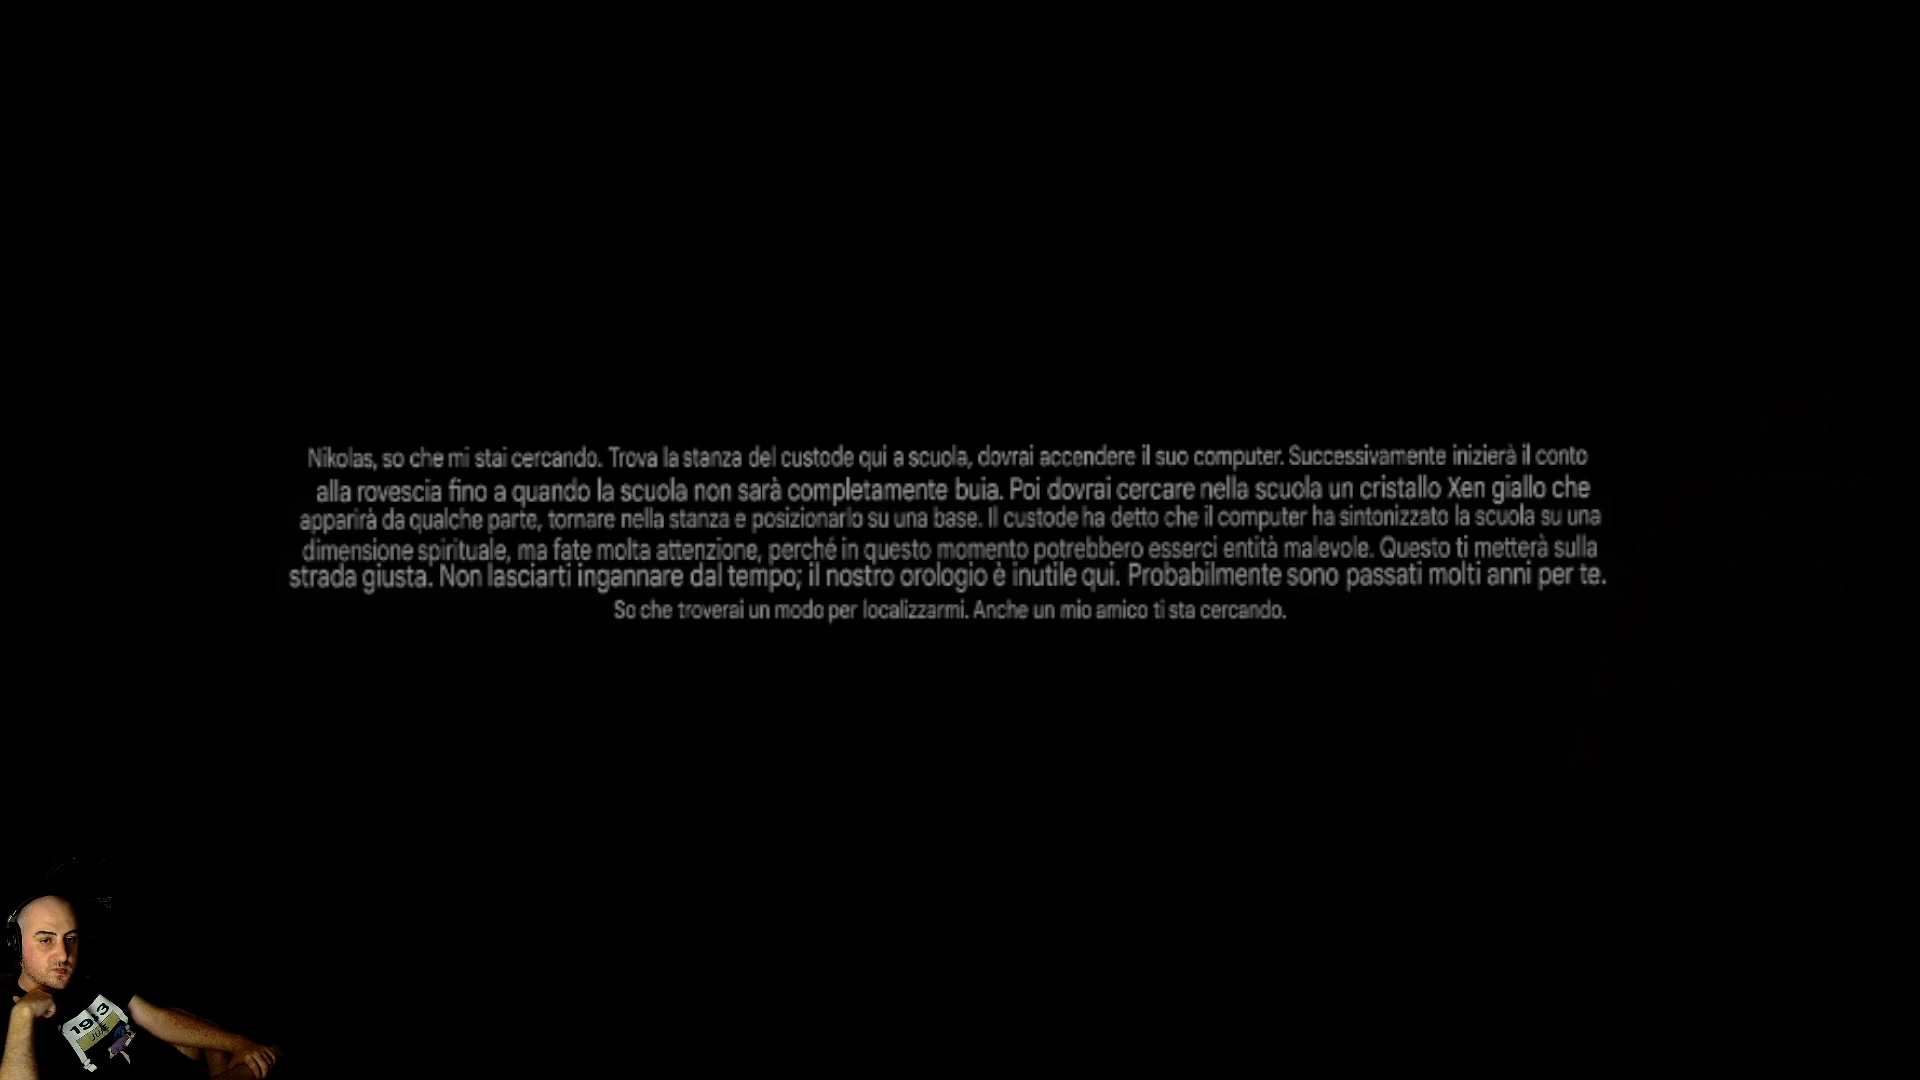 Nikolas, so che mi stai cercando. Trova la stanza del custode qui a scuola, dovrai accendere il suo computer. Successivamente inizierà il conto
alla rovescia fino a quando la scuola non sarà completamente buia. Poi dovrai cercare nella scuola un cristallo Xen giallo che
apparirà da qualche parte, tornare nella stanza e posizionarlo su una base. Il custode ha detto che il computer ha sintonizzato la scuola su una
dimensione spirituale, ma fate molta attenzione, perché in questo momento potrebbero esserci entità malevole. Questo ti metterà sulla
strada giusta. Non lasciarti ingannare dal tempo; il nostro orologio è inutile qui. Probabilmente sono passati molti anni per te.
So che troverai un modo per localizzarmi. Anche un mio amico ti sta cercando.